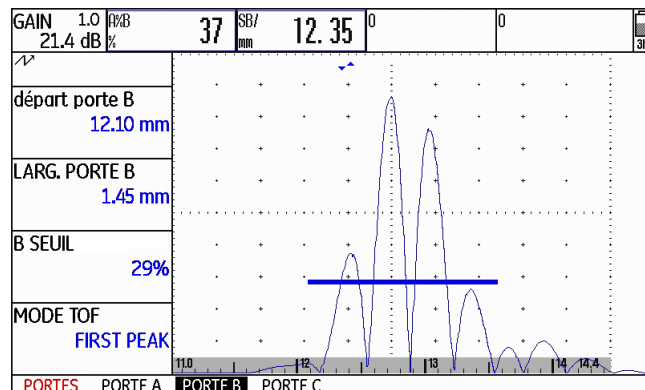 GAIN 1.0 A%B 37 SB/ 12.35 0 0
21.4 dB % mm
départ porte B
12.10 mm
LARG. PORTE B
1.45 mm
B SEUIL
29%
MODE TOF
FIRST PEAK
11.0 12 13 14 14.4
PORTES PORTE A PORTE B PORTE C